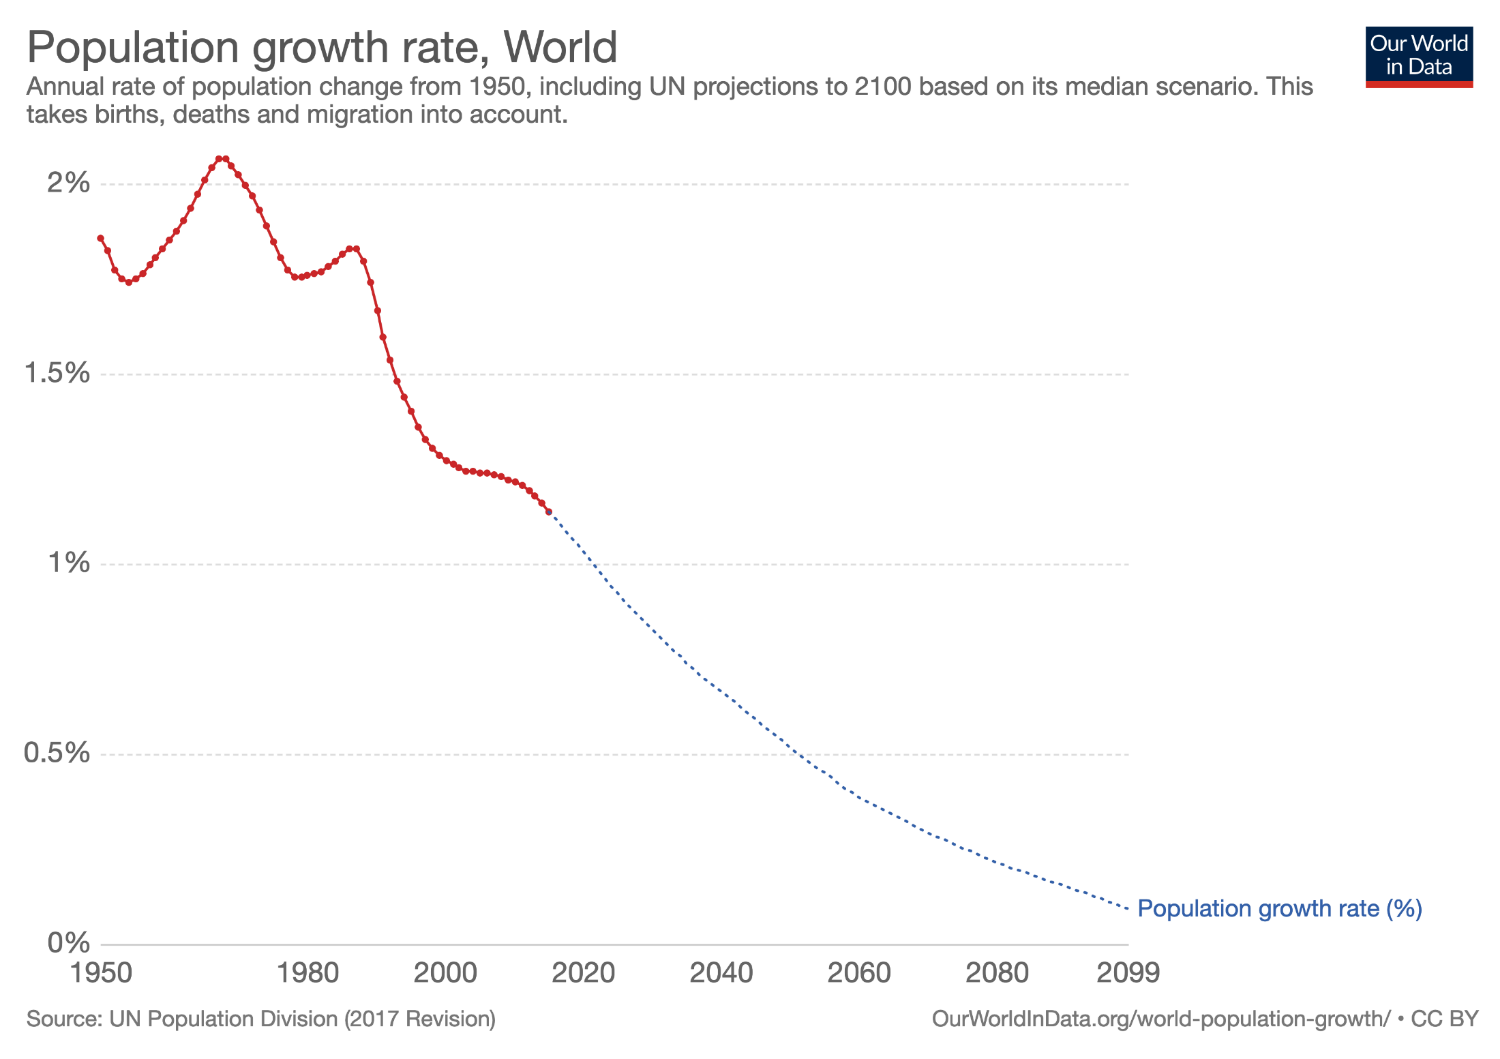 Population growth rate, World
Our World
in Data
Annual rate of population change from 1950, including UN projections to 2100 based on its median scenario. This
takes births, deaths and migration into account.
2%
1.5%
1%
0.5%
0%
Population growth rate (%)
1950 1980 2000 2020 2040 2060 2080 2099
Source: UN Population Division (2017 Revision)
OurWorldInData.org/world-population-growth/ • CC BY